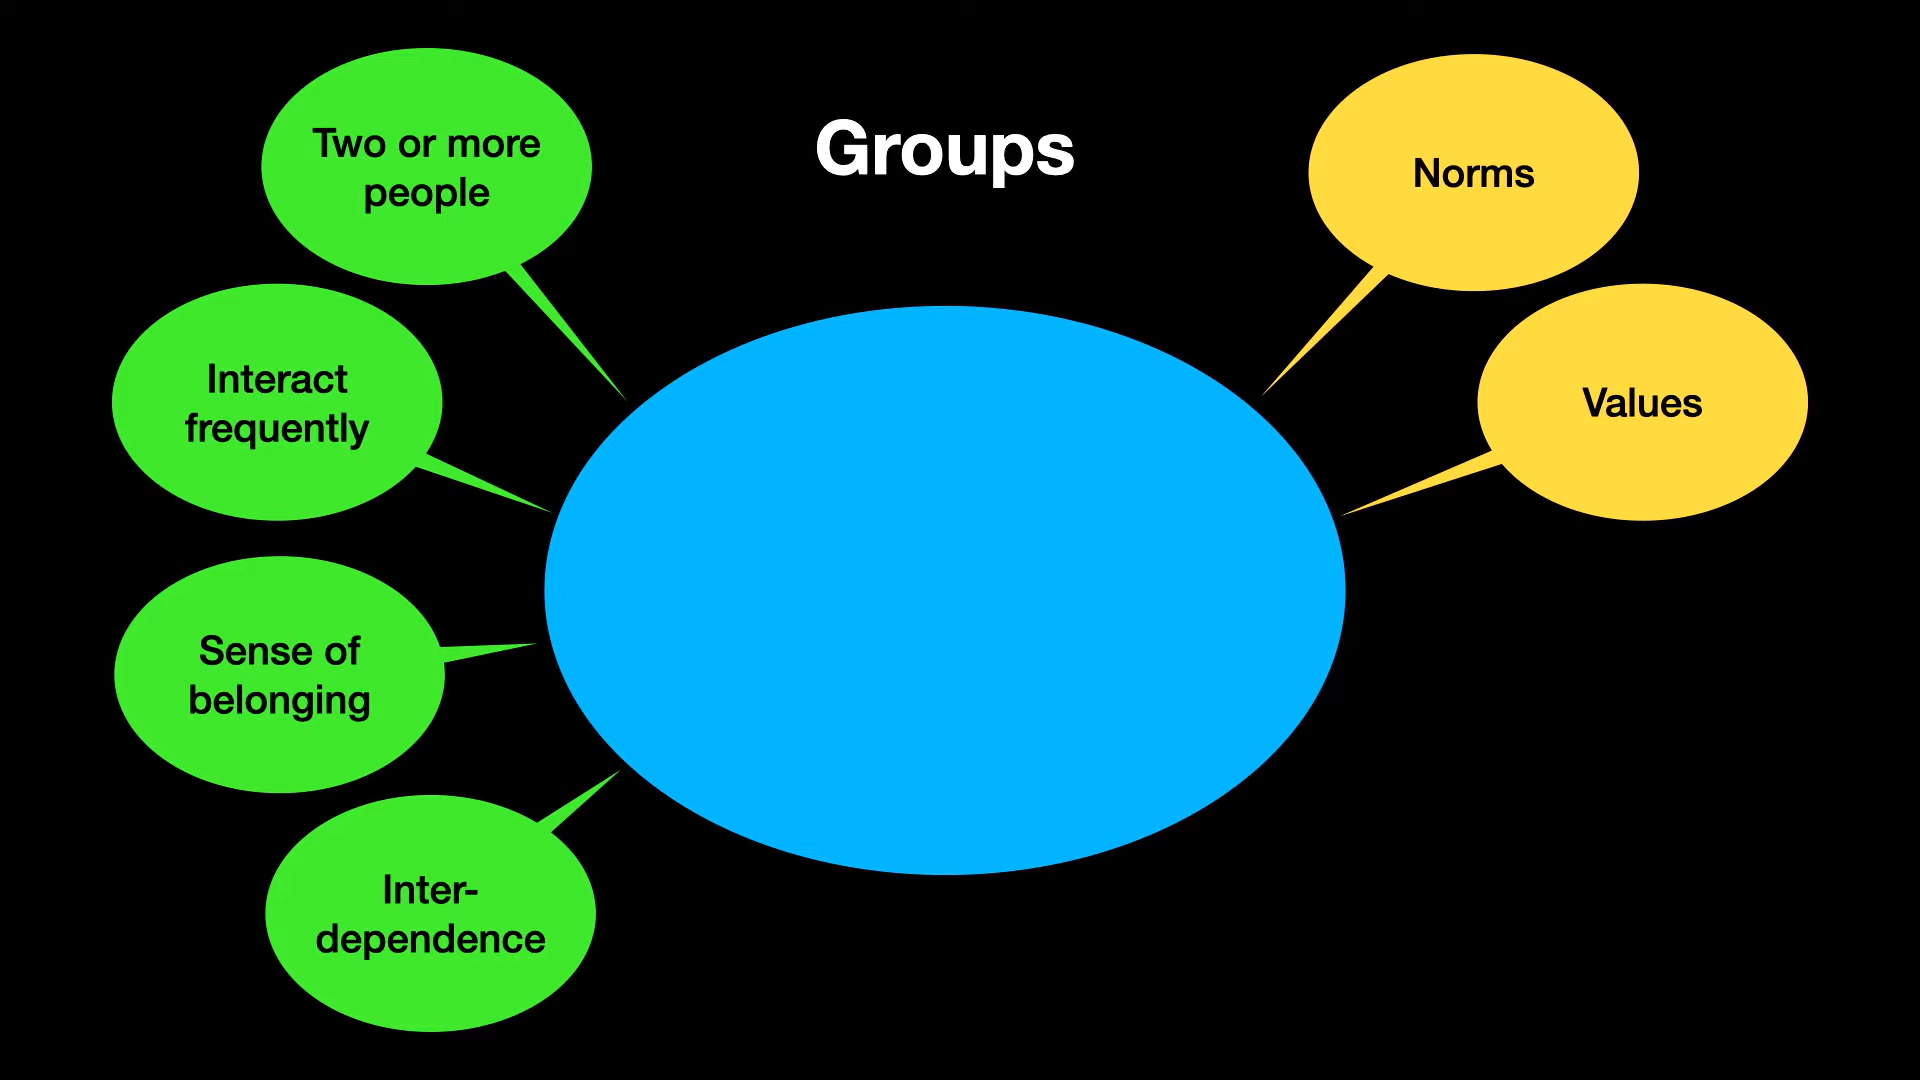 Groups
Two or more
people
Interact
frequently
Sense of
belonging
Inter-
dependence
Norms
Values